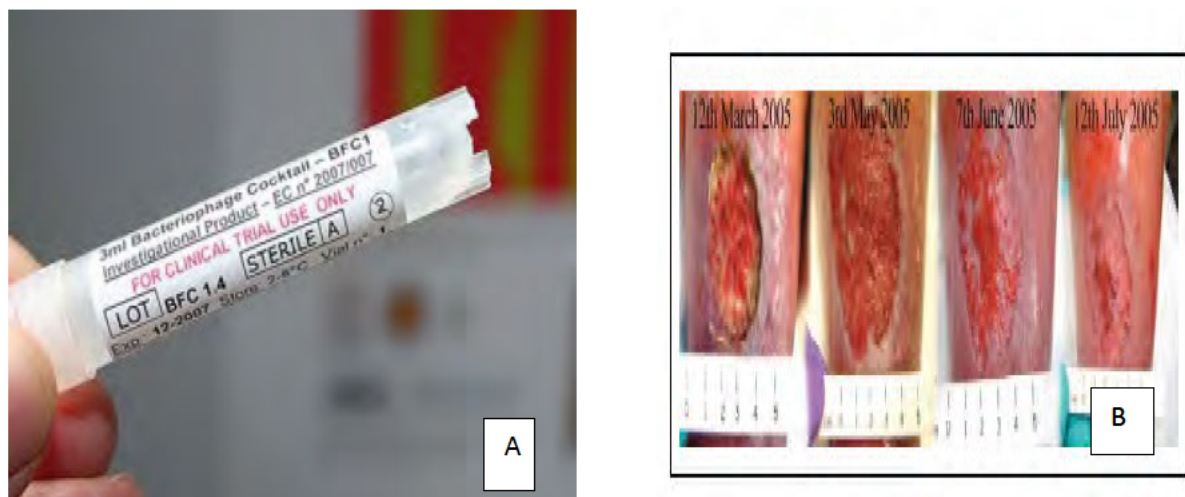 3ml Bacteriophage Cocktail – BFC1
Investigational Product – EC n° 2007/007
FOR CLINICAL TRIAL USE ONLY
LOT BFC 1.4 STERILE A 2
Exp: 12-2007 Store: 2-8°C Vial n°: 1
A
12th March 2005 3rd May 2005 7th June 2005 12th July 2005
B